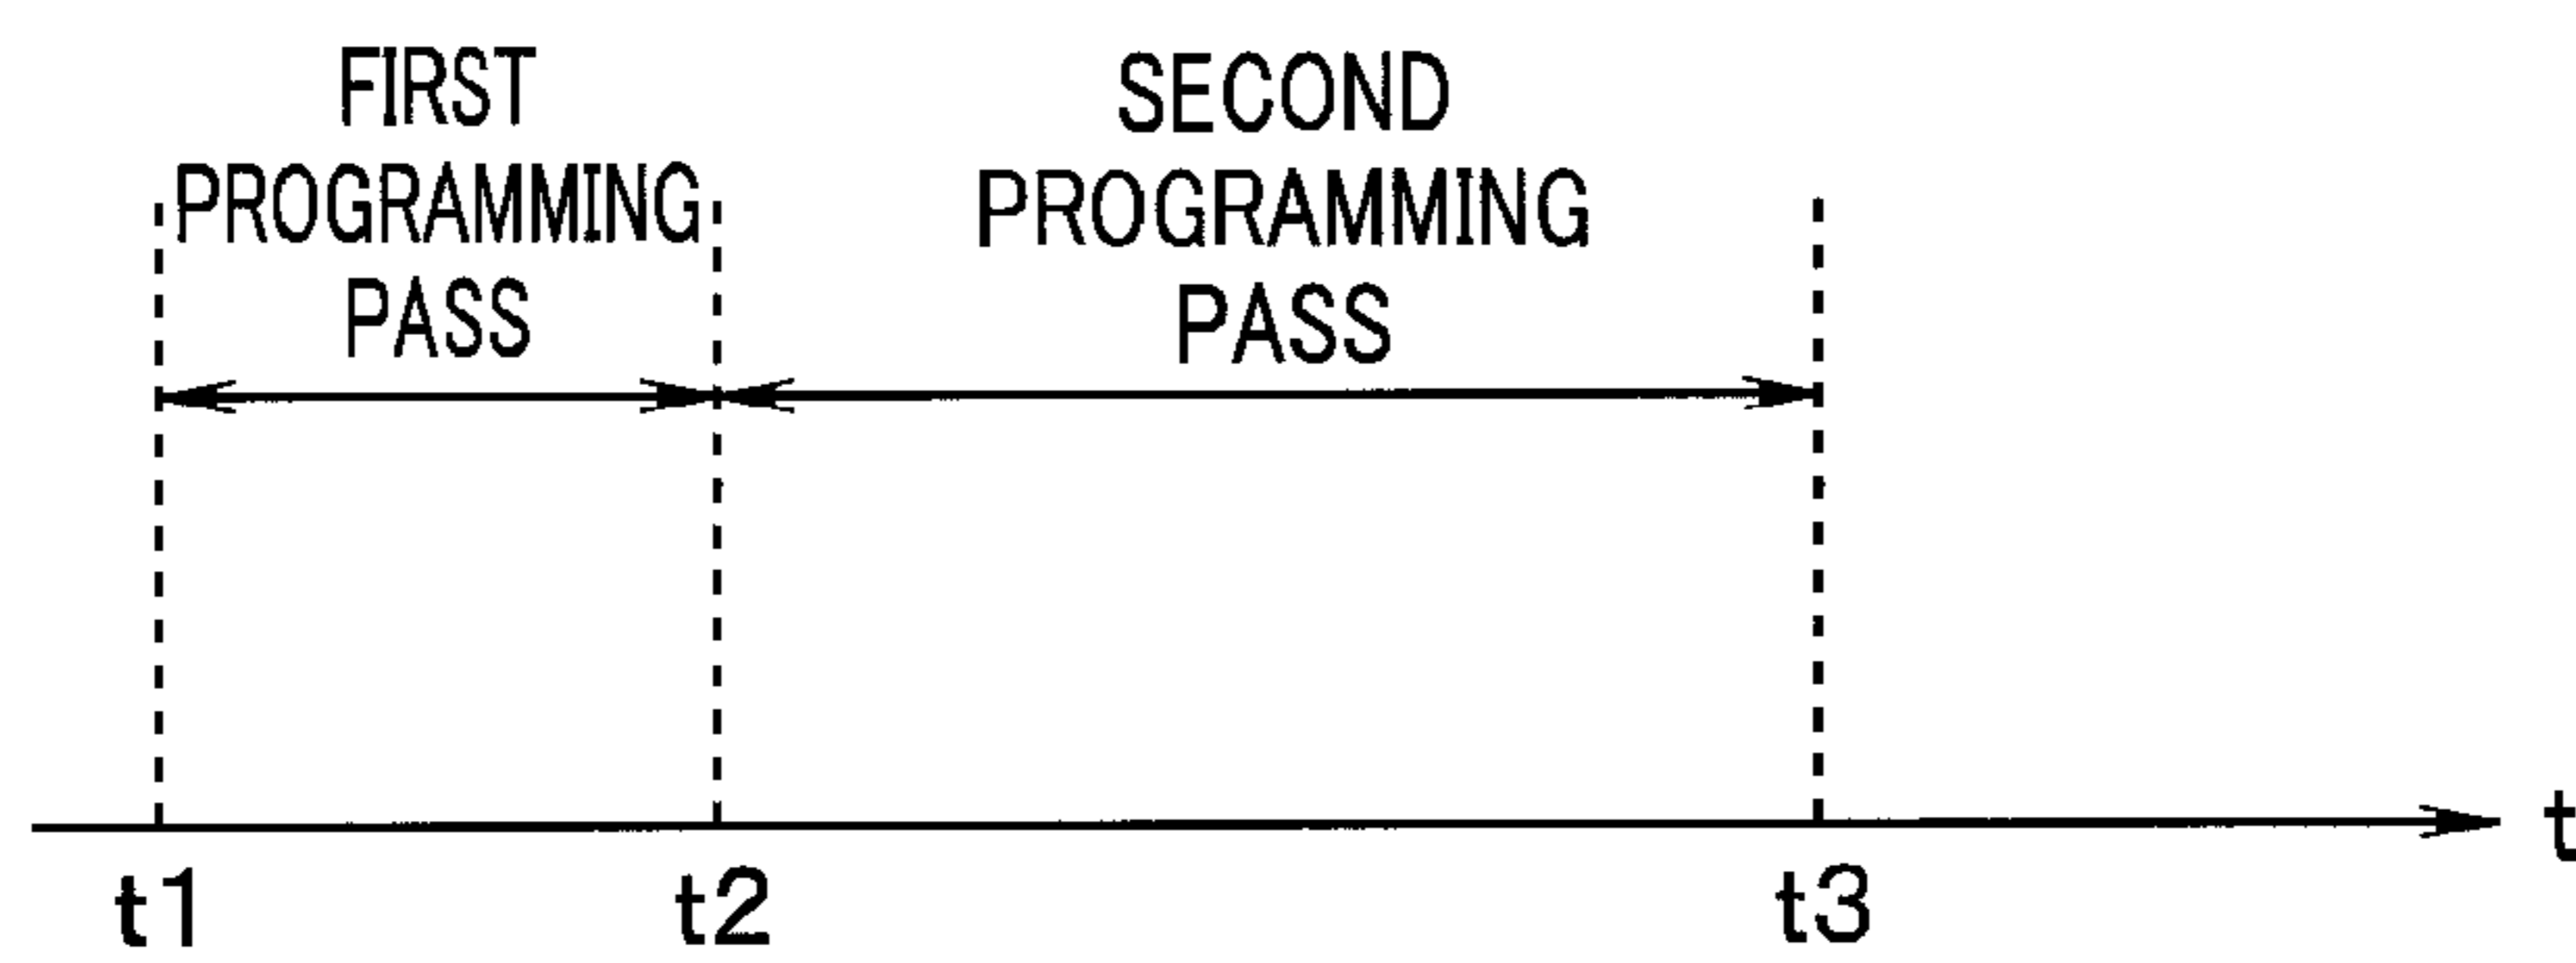 FIRST
PROGRAMMING
PASS
SECOND
PROGRAMMING
PASS
t1
t2
t3
t